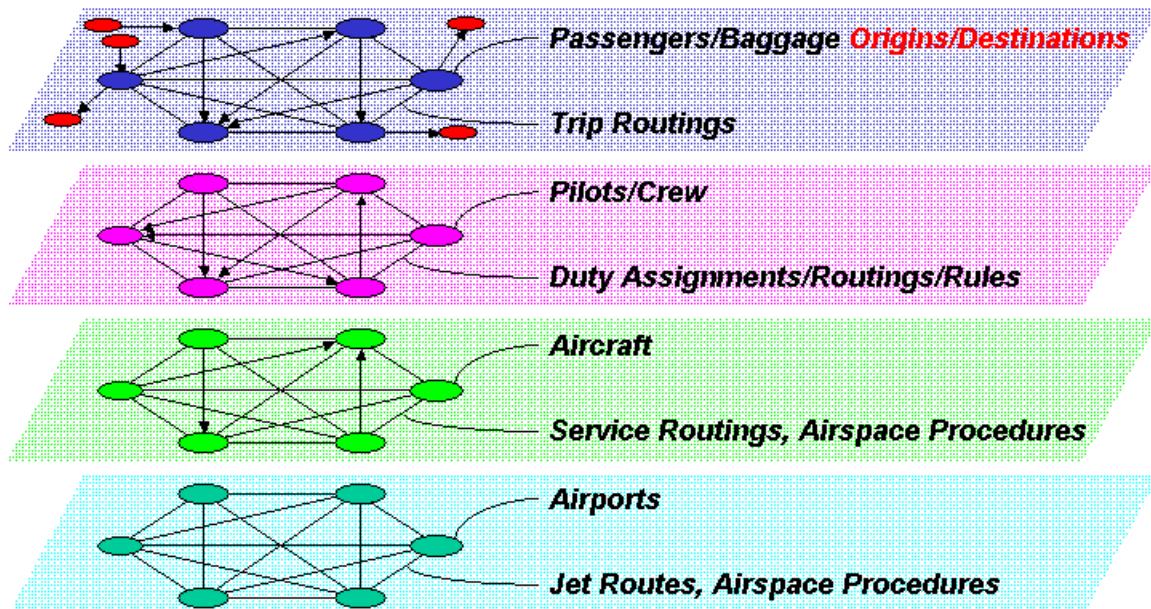 Passengers/Baggage Origins/Destinations
Trip Routings
Pilots/Crew
Duty Assignments/Routings/Rules
Aircraft
Service Routings, Airspace Procedures
Airports
Jet Routes, Airspace Procedures